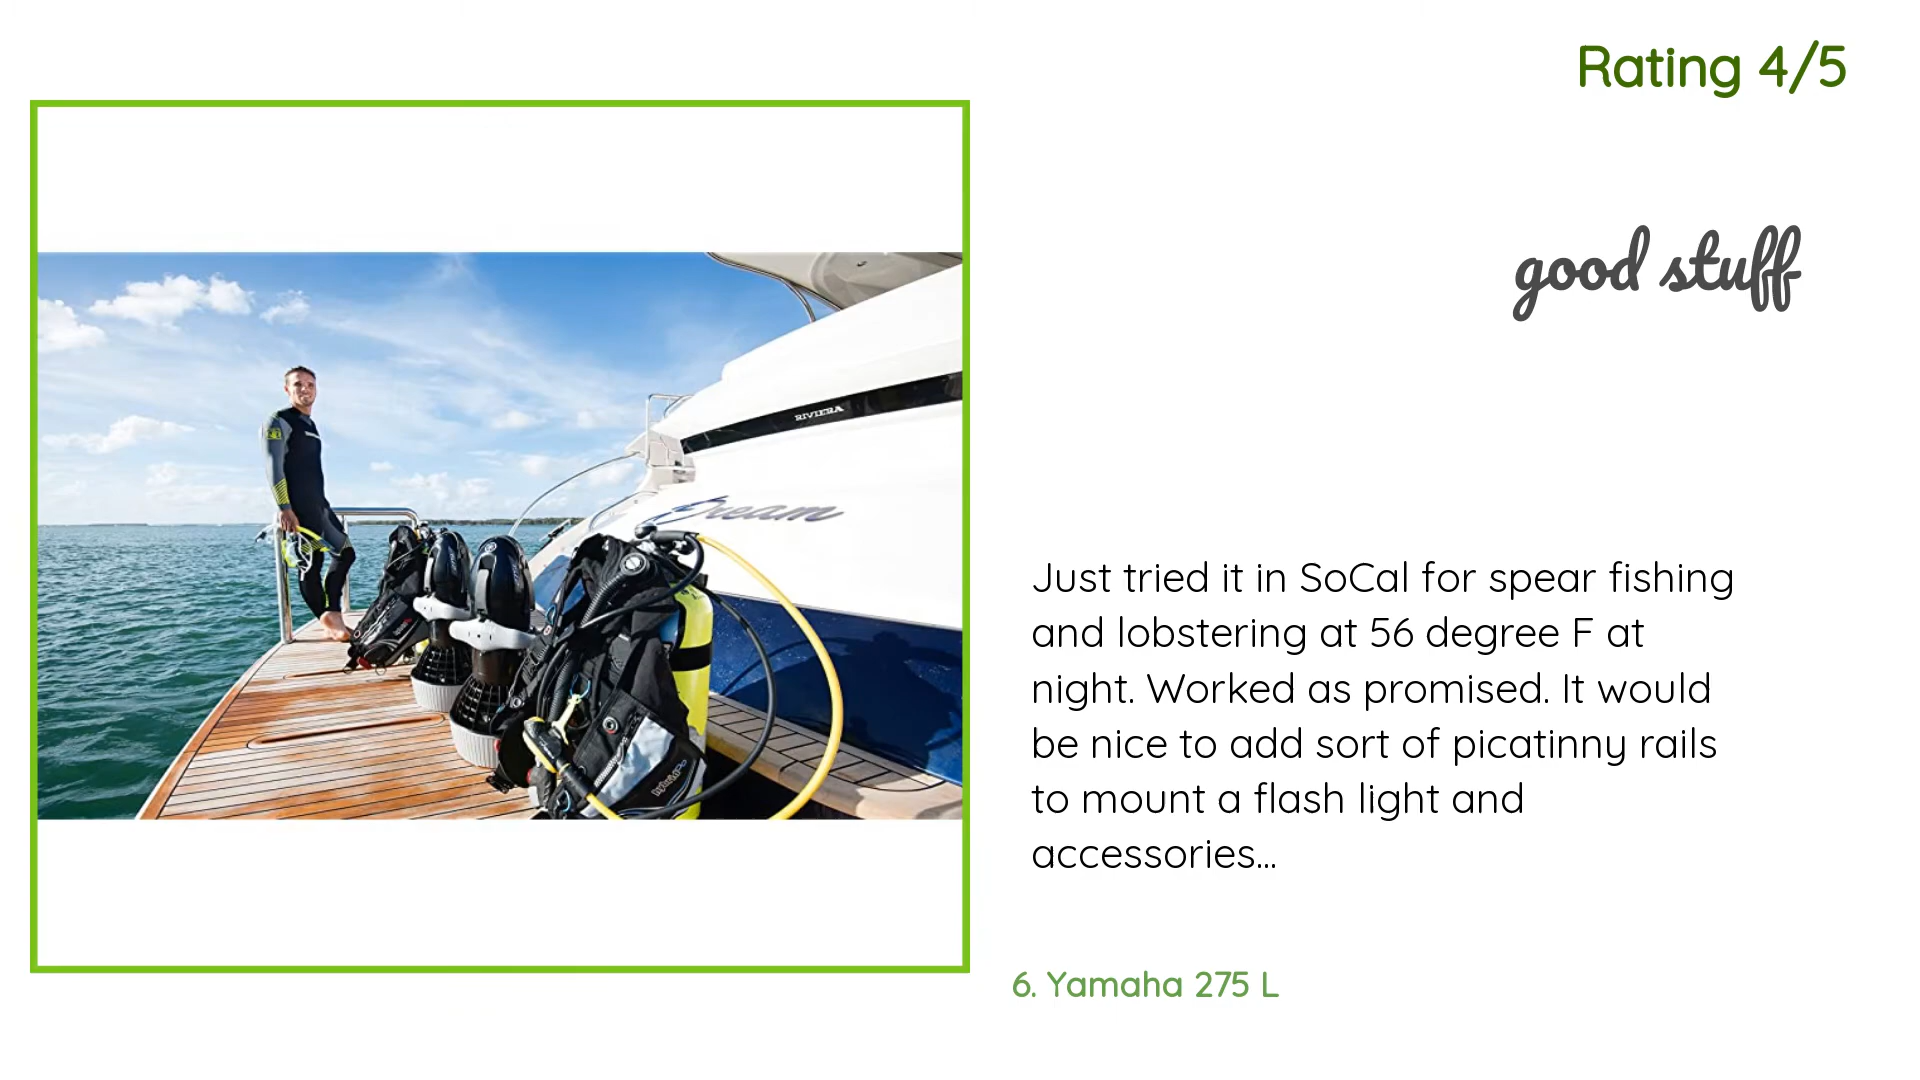 Rating 4/5
good stuff
RIVIERA
Dream
Just tried it in SoCal for spear fishing
and lobstering at 56 degree F at
night. Worked as promised. It would
be nice to add sort of picatinny rails
to mount a flash light and
accessories...
6. Yamaha 275 L